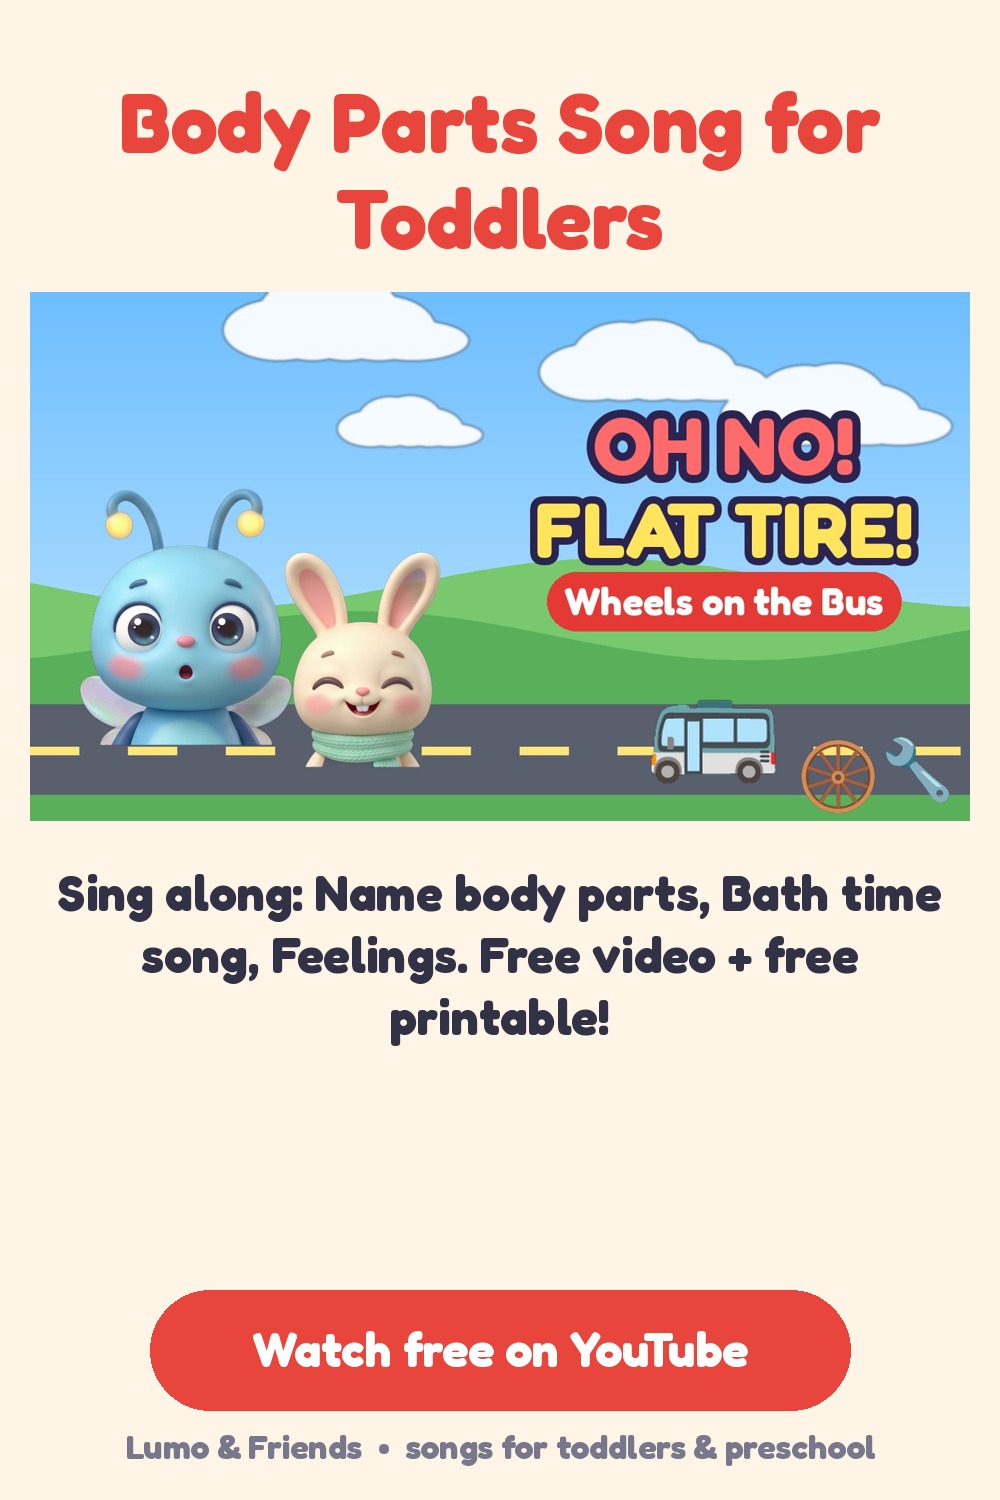 Body Parts Song for
Toddlers
OH NO!
FLAT TIRE!
Wheels on the Bus
Sing along: Name body parts, Bath time
song, Feelings. Free video + free
printable!
Watch free on YouTube
Lumo & Friends • songs for toddlers & preschool